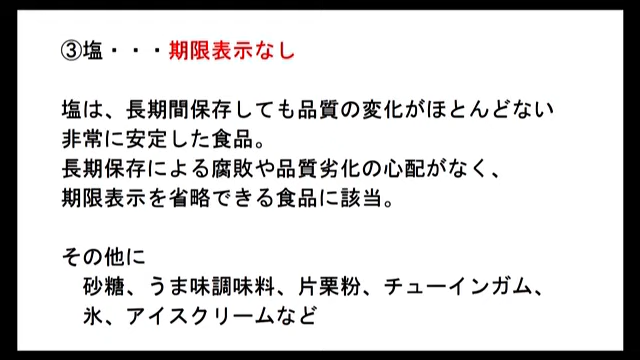 ③塩・・・期限表示なし
塩は、長期間保存しても品質の変化がほとんどない
非常に安定した食品。
長期保存による腐敗や品質劣化の心配がなく、
期限表示を省略できる食品に該当。
その他に
砂糖、うま味調味料、片栗粉、チューインガム、
氷、アイスクリームなど